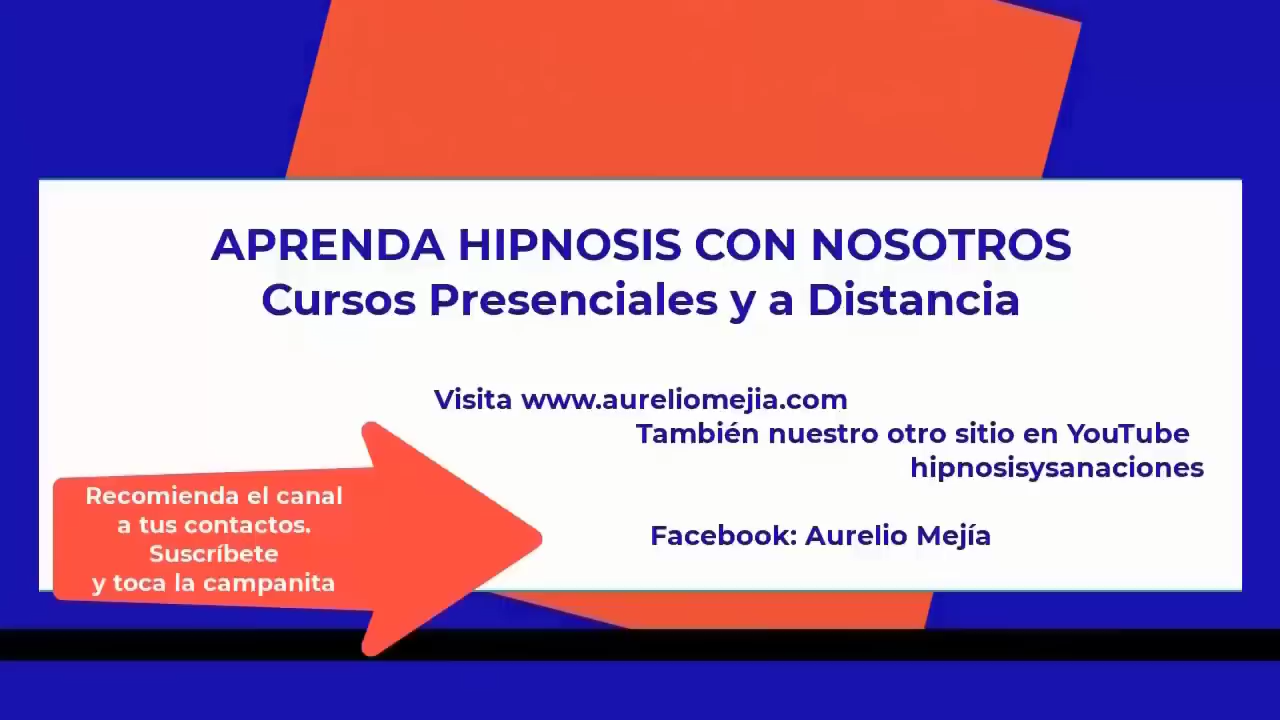 APRENDA HIPNOSIS CON NOSOTROS
Cursos Presenciales y a Distancia
Visita www.aureliomejia.com
También nuestro otro sitio en YouTube
hipnosisysanaciones
Facebook: Aurelio Mejía
Recomienda el canal
a tus contactos.
Suscríbete
y toca la campanita